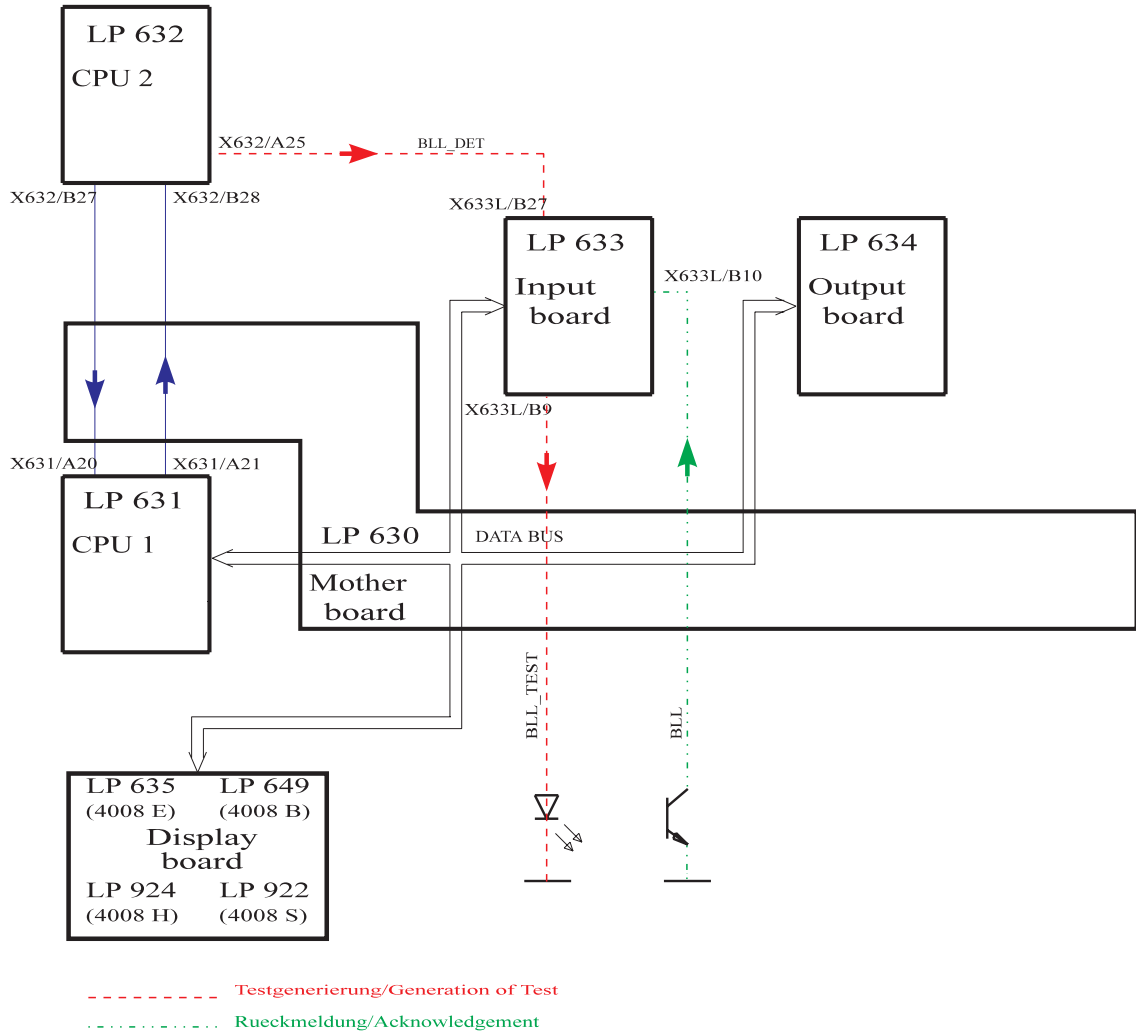 LP 632
CPU 2
X632/A25
BLL_DET
X632/B27
X632/B28
X633L/B27
LP 633
Input
board
X633L/B10
LP 634
Output
board
X633L/B9
X631/A20
X631/A21
LP 631
CPU 1
LP 630
DATA BUS
Mother
board
BLL_TEST
BLL
LP 635
LP 649
(4008 E)
(4008 B)
Display
board
LP 924
LP 922
(4008 H)
(4008 S)
Testgenerierung/Generation of Test
Rueckmeldung/Acknowledgement